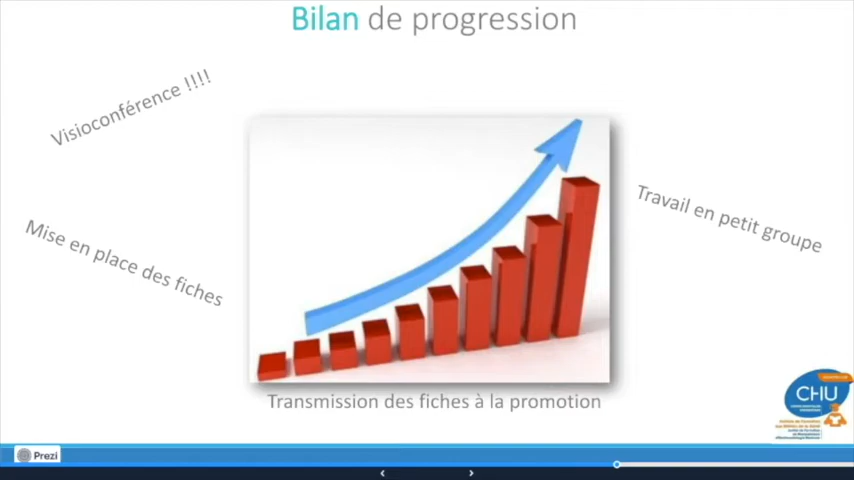 Bilan de progression
Visioconférence !!!!
Travail en petit groupe
Mise en place des fiches
Transmission des fiches à la promotion
CHU
Prezi